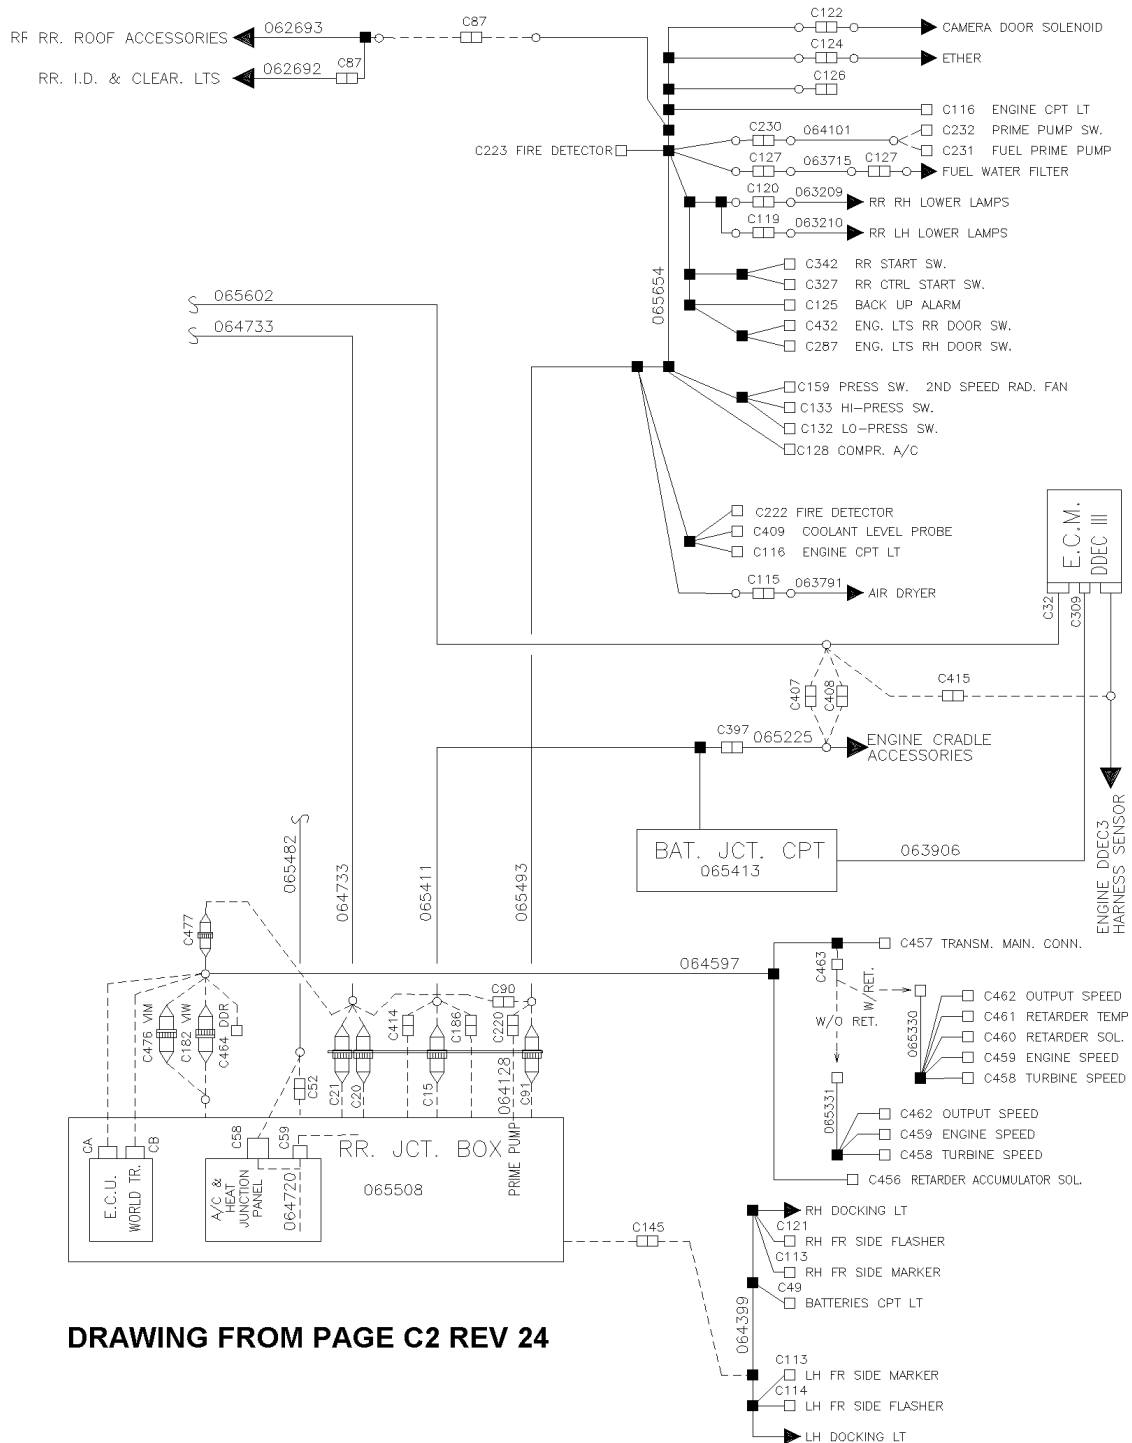 C122
CAMERA DOOR SOLENOID
062693
C87
RF RR. ROOF ACCESSORIES
C124
ETHER
062692
C87
RR. I.D. & CLEAR. LTS
C126
C116 ENGINE CPT LT
C230
064101
C232 PRIME PUMP SW.
C223 FIRE DETECTOR
C231 FUEL PRIME PUMP
C127
063715
C127
FUEL WATER FILTER
C120
063209
RR RH LOWER LAMPS
C119
063210
RR LH LOWER LAMPS
065654
C342 RR START SW.
C327 RR CTRL START SW.
C125 BACK UP ALARM
C432 ENG. LTS RR DOOR SW.
C287 ENG. LTS RH DOOR SW.
065602
064733
C159 PRESS SW. 2ND SPEED RAD. FAN
C133 HI-PRESS SW.
C132 LO-PRESS SW.
C128 COMPR. A/C
C222 FIRE DETECTOR
C409 COOLANT LEVEL PROBE
C116 ENGINE CPT LT
C115
063791
AIR DRYER
E.C.M.
DDEC III
C32
C309
C407
C408
C415
C397
065225
ENGINE CRADLE
ACCESSORIES
BAT. JCT. CPT
065413
063906
ENGINE DDEC3
HARNESS SENSOR
065482
064733
065411
065493
C477
064597
C457 TRANSM. MAIN. CONN.
C463
W/RET.
W/O RET.
065330
C462 OUTPUT SPEED
C461 RETARDER TEMP
C460 RETARDER SOL.
C459 ENGINE SPEED
C458 TURBINE SPEED
C90
C476 VIM
C182 VIW
C464 DDR
C414
C186
C220
C52
C21
C20
C15
064128
C91
065331
C462 OUTPUT SPEED
C459 ENGINE SPEED
C458 TURBINE SPEED
C456 RETARDER ACCUMULATOR SOL.
CA
CB
C58
C59
RR. JCT. BOX
065508
PRIME PUMP
E.C.U.
WORLD TR.
A/C &
HEAT
JUNCTION
PANEL
064720
C145
RH DOCKING LT
C121
RH FR SIDE FLASHER
C113
RH FR SIDE MARKER
C49
BATTERIES CPT LT
064399
C113
LH FR SIDE MARKER
C114
LH FR SIDE FLASHER
LH DOCKING LT
DRAWING FROM PAGE C2 REV 24